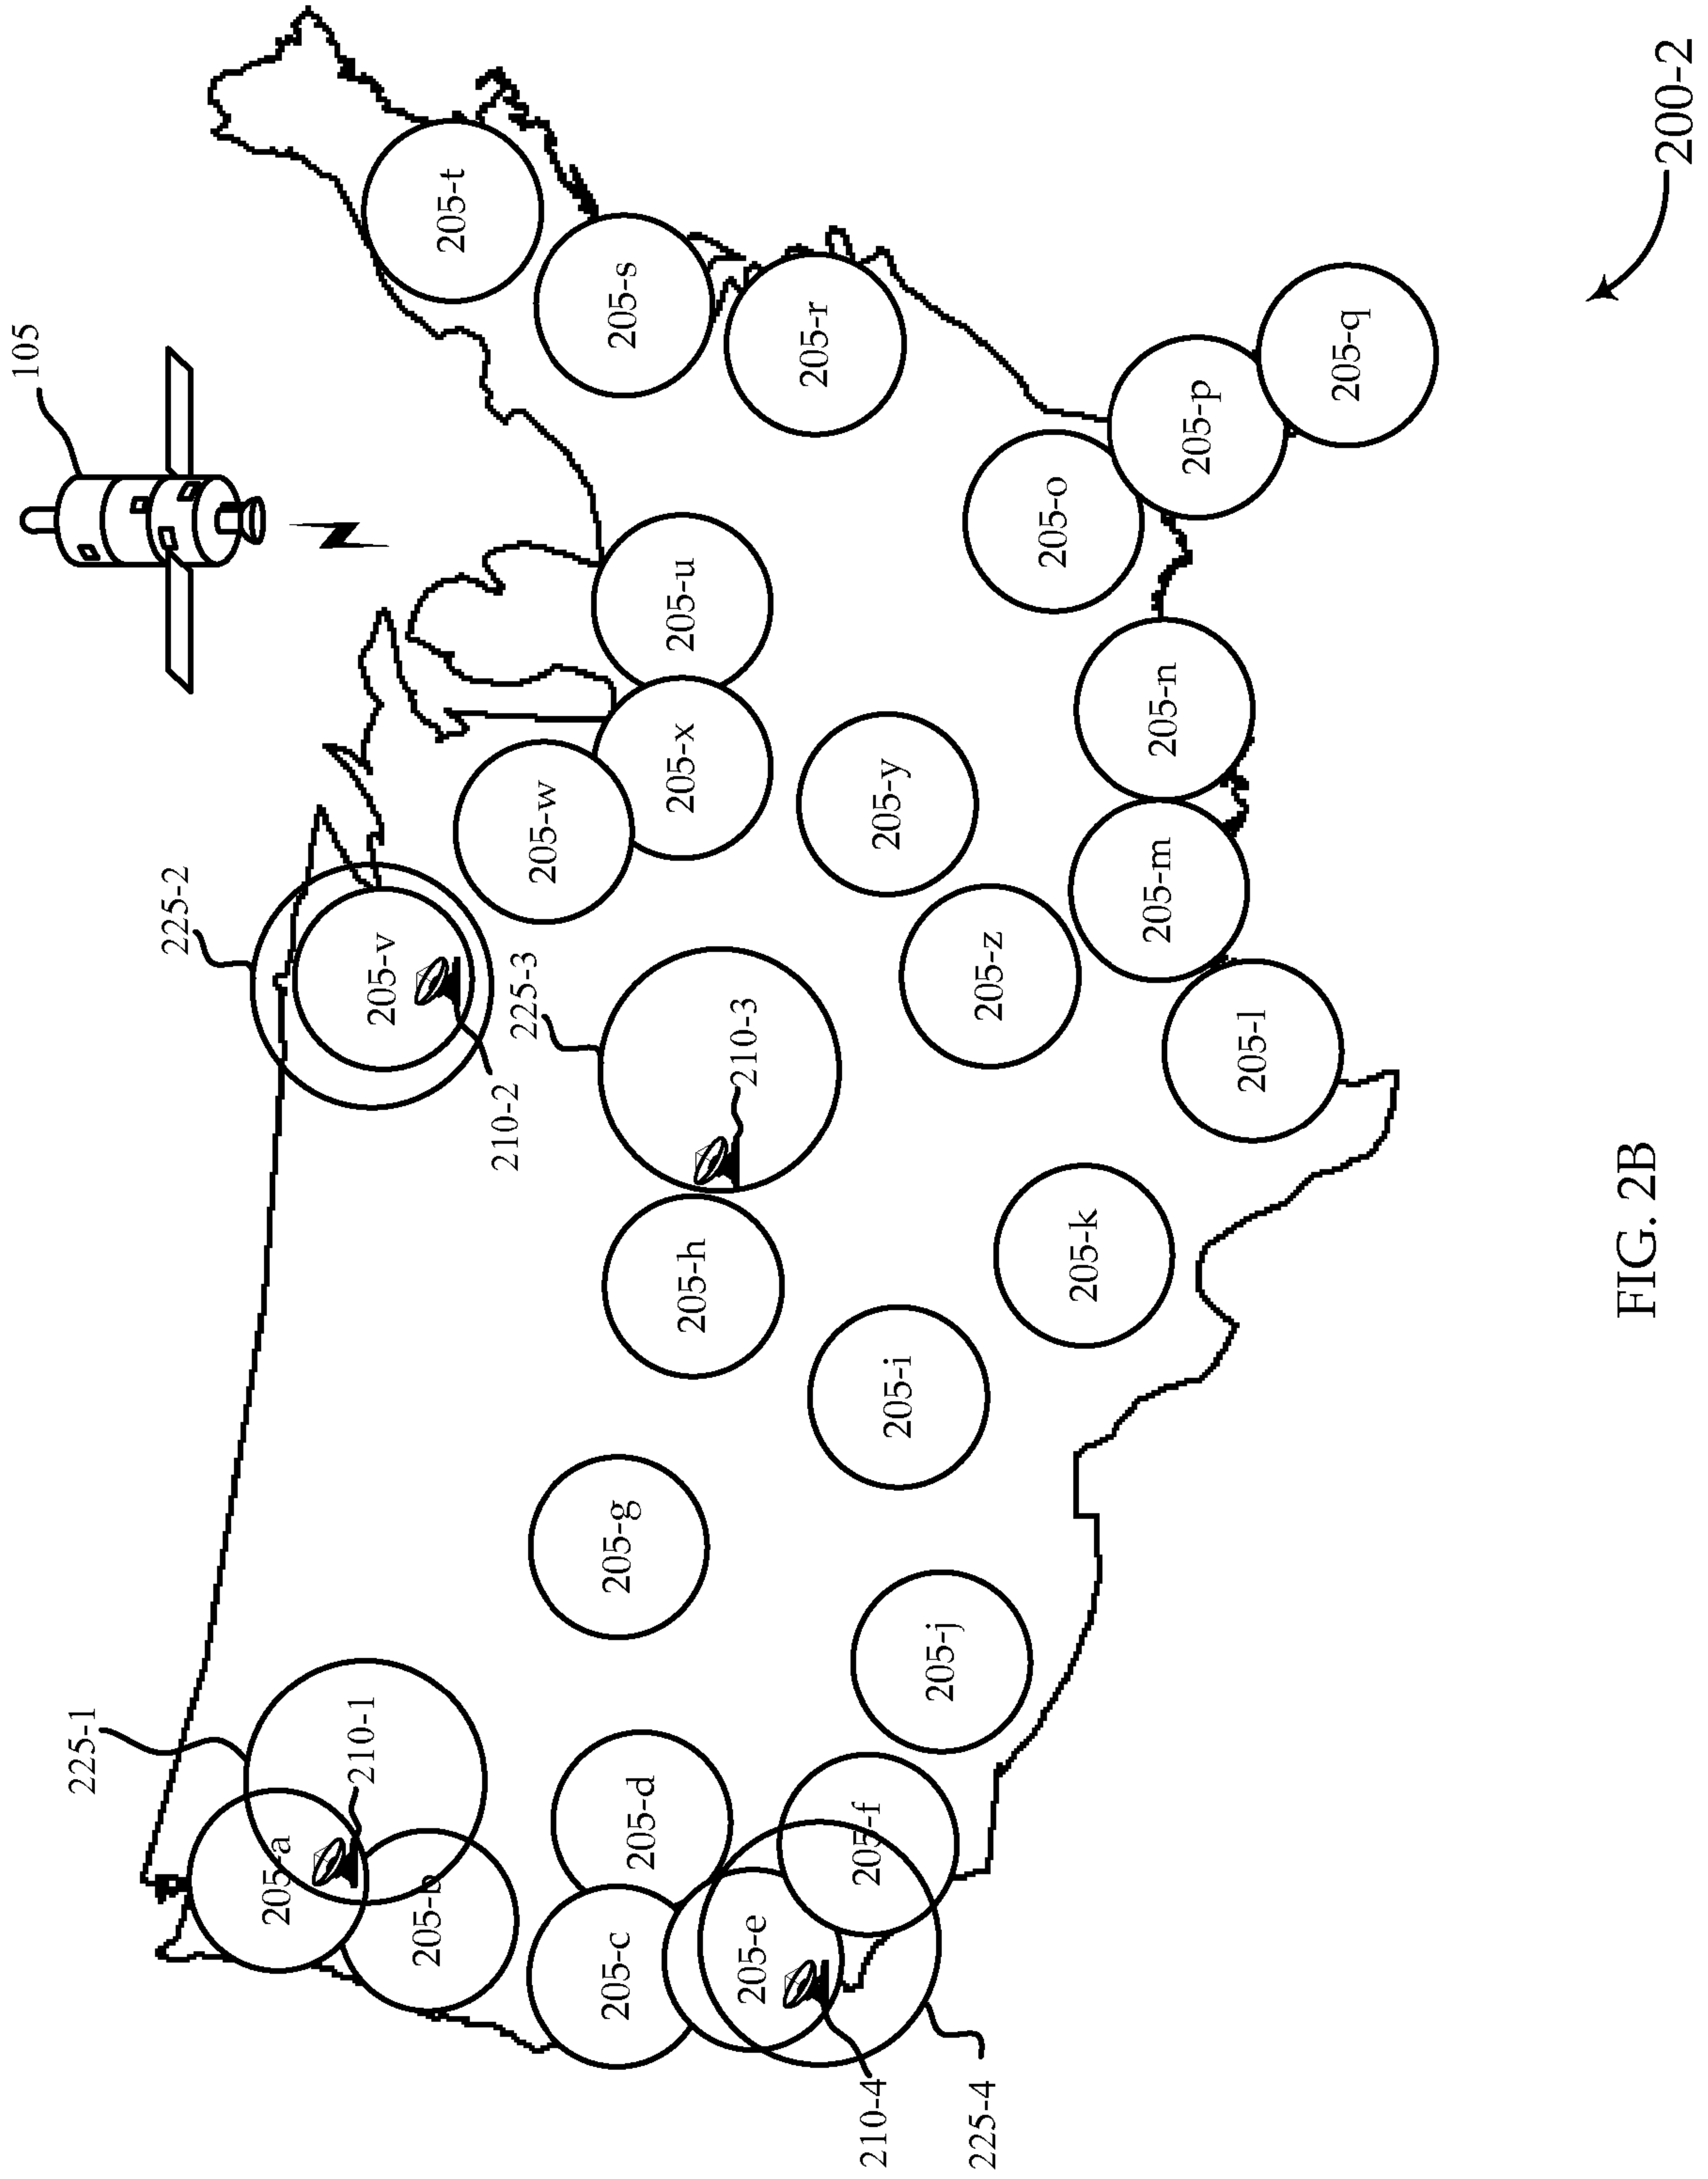 105
225-2
225-1
225-3
210-1
210-2
210-3
210-4
225-4
205-a
205-b
205-c
205-d
205-e
205-f
205-g
205-h
205-i
205-j
205-k
205-l
205-m
205-n
205-o
205-p
205-q
205-r
205-s
205-t
205-u
205-v
205-w
205-x
205-y
205-z
200-2
FIG. 2B